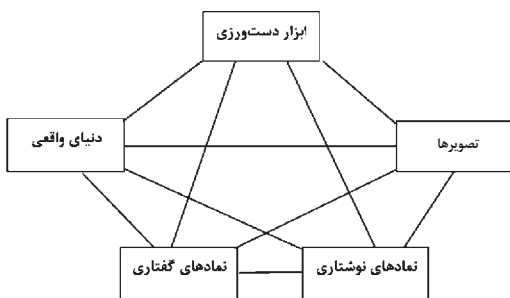 ابزار دست‌ورزی
دنیای واقعی
تصویرها
نمادهای گفتاری
نمادهای نوشتاری